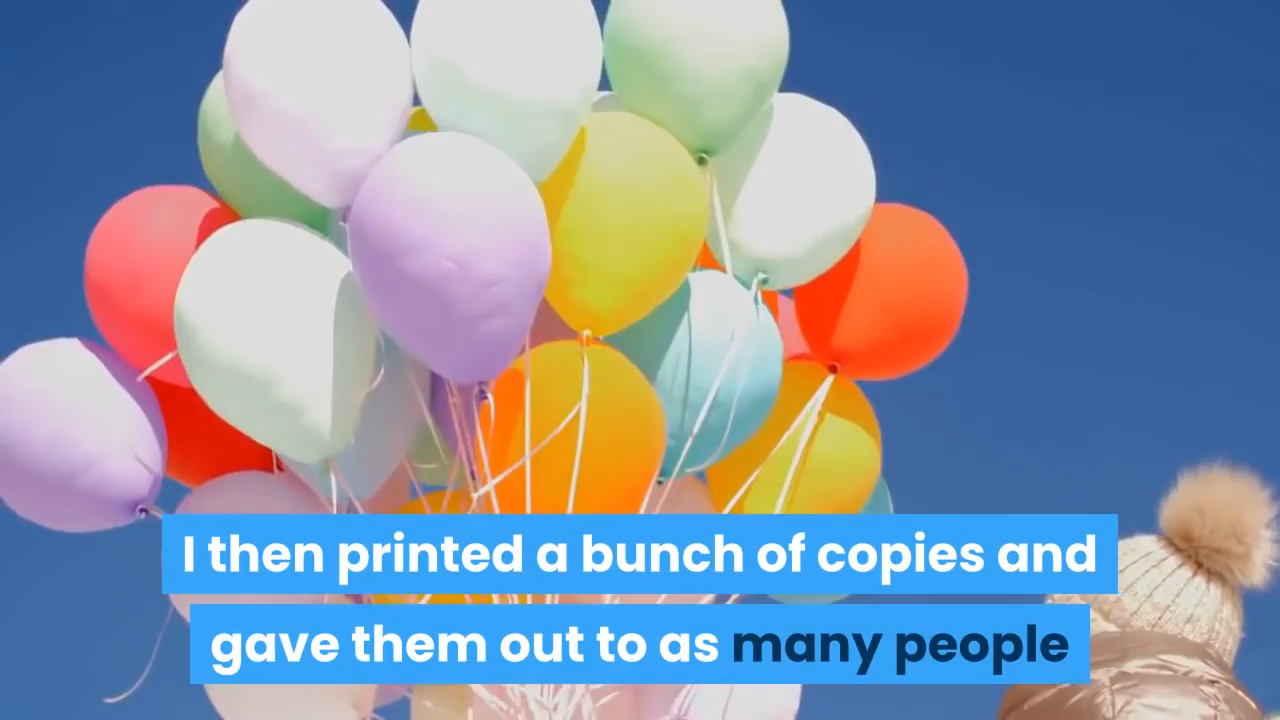 I then printed a bunch of copies and
gave them out to as many people